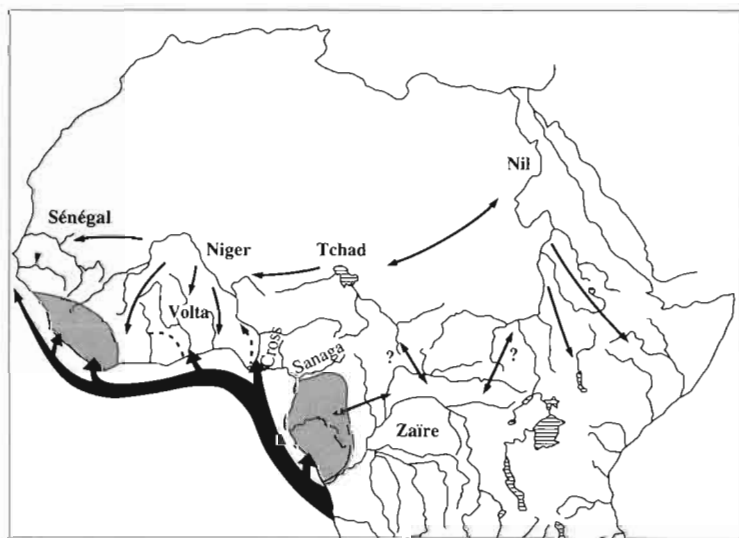 Nil
Sénégal
Niger
Tchad
Volta
Cross
Sanaga
?
?
Zaïre